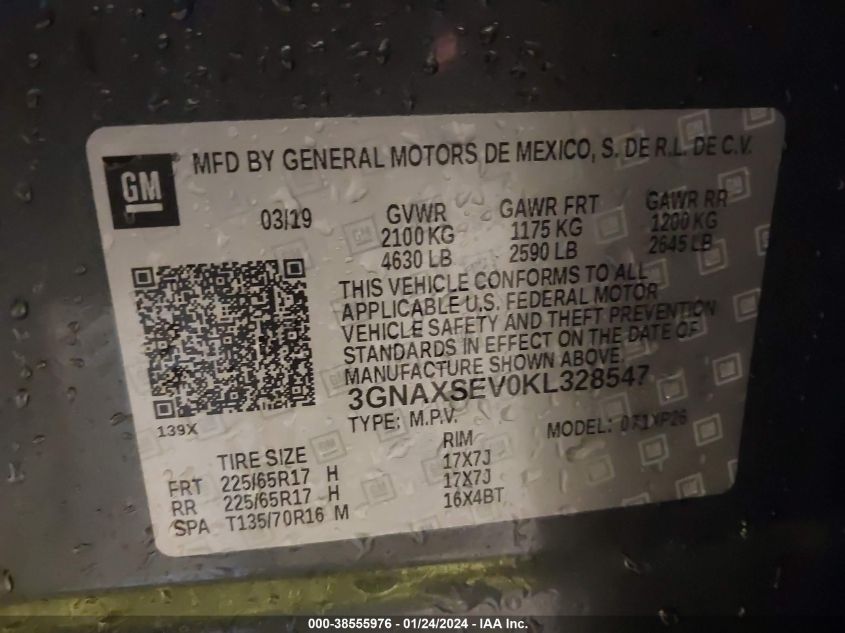 GM
MFD BY GENERAL MOTORS DE MEXICO, S. DE R.L. DE C.V.
03/19
GVWR GAWR FRT GAWR RR
2100 KG 1175 KG 1200 KG
4630 LB 2590 LB 2645 LB
THIS VEHICLE CONFORMS TO ALL
APPLICABLE U.S. FEDERAL MOTOR
VEHICLE SAFETY AND THEFT PREVENTION
STANDARDS IN EFFECT ON THE DATE OF
MANUFACTURE SHOWN ABOVE.
3GNAXSEV0KL328547
139X
TYPE: M.P.V. MODEL:
TIRE SIZE RIM
FRT 225/65R17 H 17X7J
RR 225/65R17 H 17X7J
SPA T135/70R16 M 16X4BT
000-38555976 - 01/24/2024 - IAA Inc.